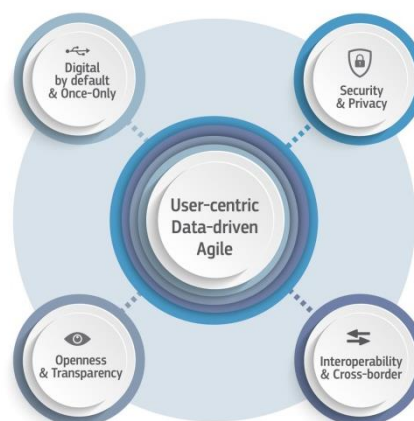 Digital
by default
& Once-Only
Security
& Privacy
User-centric
Data-driven
Agile
Openness
& Transparency
Interoperability
& Cross-border